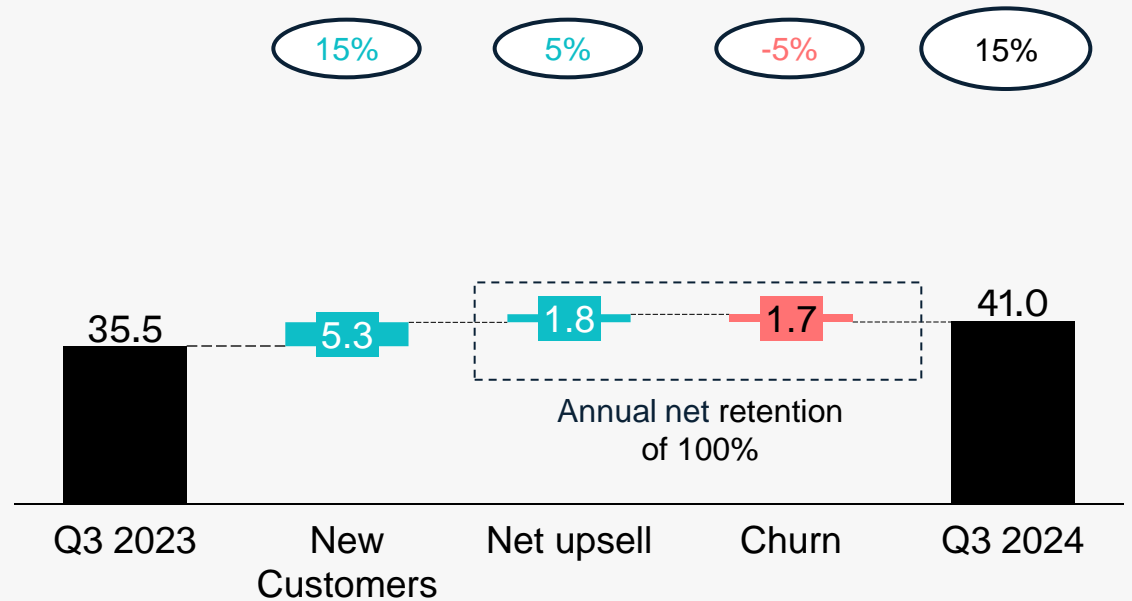 15%
5%
-5%
15%
35.5
5.3
1.8
1.7
41.0
Annual net retention
of 100%
Q3 2023
New
Customers
Net upsell
Churn
Q3 2024